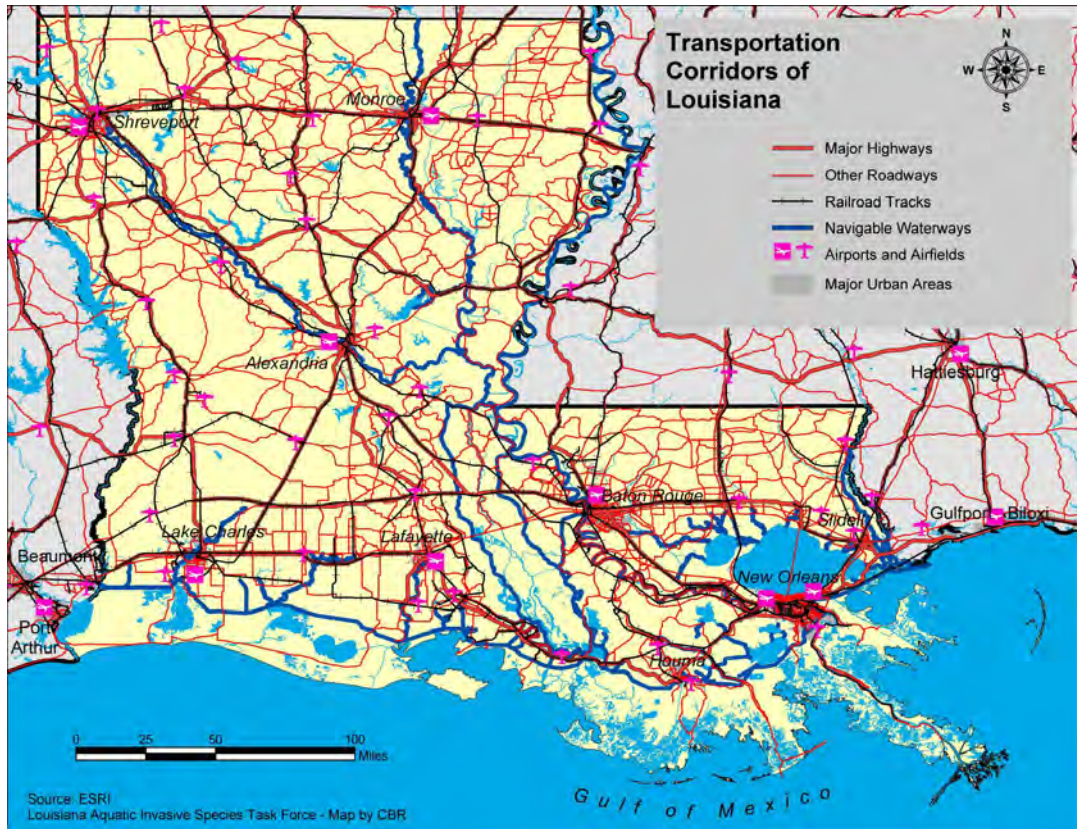 Transportation
Corridors of
Louisiana
N
W
E
S
Major Highways
Other Roadways
Railroad Tracks
Navigable Waterways
Airports and Airfields
Major Urban Areas
Monroe
Shreveport
Alexandria
Hattiesburg
Baton Rouge
Slidell
Gulfport
Biloxi
Lake Charles
Lafayette
Beaumont
New Orleans
Port
Arthur
Houma
0 25 50 100
Miles
Gulf of Mexico
Source: ESRI
Louisiana Aquatic Invasive Species Task Force - Map by CBR